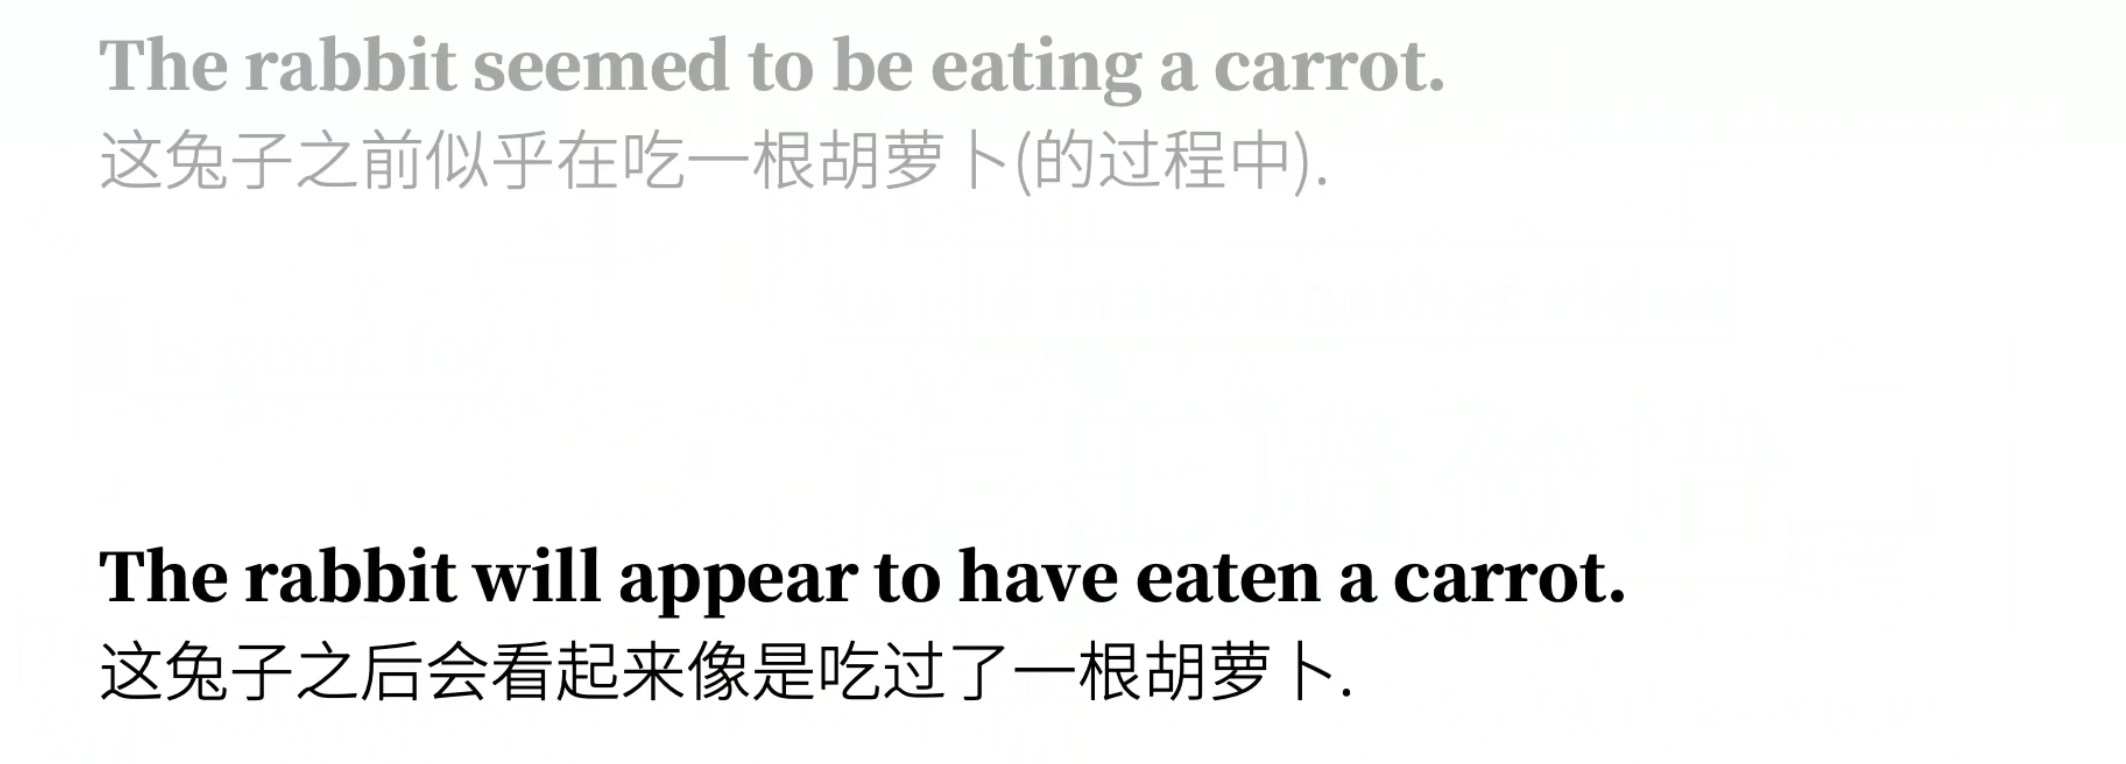 The rabbit seemed to be eating a carrot.
这兔子之前似乎在吃一根胡萝卜(的过程中).
The rabbit will appear to have eaten a carrot.
这兔子之后会看起来像是吃过了一根胡萝卜.